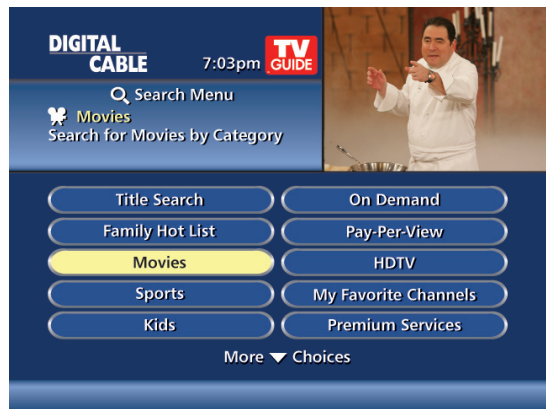 DIGITAL
CABLE
7:03pm
TV
GUIDE
Search Menu
Movies
Search for Movies by Category
Title Search
On Demand
Family Hot List
Pay-Per-View
Movies
HDTV
Sports
My Favorite Channels
Kids
Premium Services
More Choices